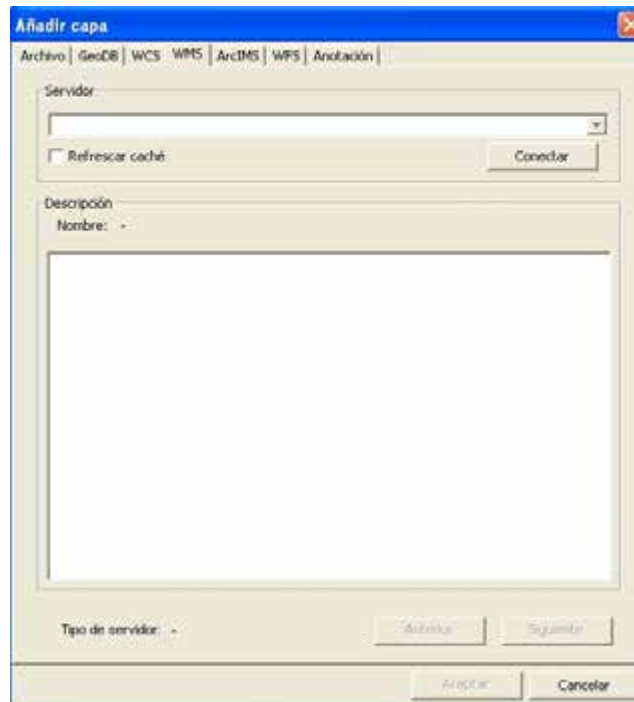 Añadir capa
Archivo | GeoDB | WCS WMS | ArcIMS | WFS | Anotación |
Servidor
Refrescar caché
Conectar
Descripción
Nombre: -
Tipo de servidor: -
Anterior
Siguiente
Aceptar
Cancelar